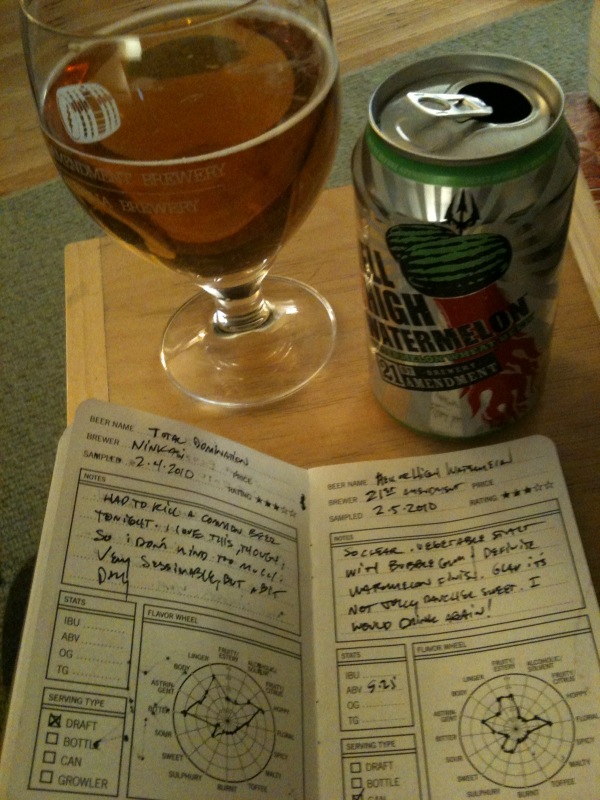 AMENDMENT BREWERY
BREWERY
HIGH
WATERMELON
WATERMELON WHEAT
BREWERY
21ST AMENDMENT
BEER NAME TOTAL DOMINATION
BREWER NINKASI
SAMPLED 2.4.2010 PRICE
RATING ★★★☆☆
NOTES
HAD TO KILL A COMMON BEER
TONIGHT. I LOVE THIS, THOUGH,
SO I DON'T MIND TOO MUCH.
VERY SESSIONABLE, BUT A BIT
DRY
STATS
IBU
ABV
OG
TG
SERVING TYPE
☒ DRAFT
☐ BOTTLE
☐ CAN
☐ GROWLER
FLAVOR WHEEL
LINGER
FRUITY/ESTERY
ALCOHOLIC/SOLVENT
FRUITY/CITRUS
HOPPY
FLORAL
SPICY
MALTY
TOFFEE
BURNT
SULPHURY
SWEET
SOUR
BITTER
ASTRINGENT
BODY
BEER NAME HIGH WATERMELON
BREWER 21ST AMENDMENT PRICE
SAMPLED 2.5.2010 RATING ★★★☆☆
NOTES
SO CLEAR. VEGETABLE START
WITH BUBBLEGUM & DEFINITE
WARMELON FINISH. GLAD IT'S
NOT JOLLY RANCHER SWEET. I
WOULD DRINK AGAIN!
STATS
IBU
ABV 5.25
OG
TG
SERVING TYPE
☐ DRAFT
☐ BOTTLE
CAN
FLAVOR WHEEL
LINGER
FRUITY/ESTERY
ALCOHOLIC/SOLVENT
FRUITY/CITRUS
HOPPY
FLORAL
SPICY
MALTY
TOFFEE
BURNT
SULPHURY
SWEET
SOUR
BITTER
ASTRINGENT
BODY